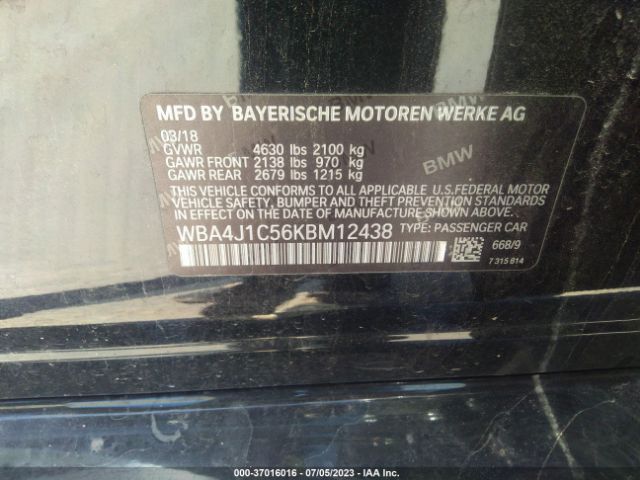 MFD BY BAYERISCHE MOTOREN WERKE AG
03/18
GVWR 4630 lbs 2100 kg
GAWR FRONT 2138 lbs 970 kg
GAWR REAR 2679 lbs 1215 kg
THIS VEHICLE CONFORMS TO ALL APPLICABLE U.S.FEDERAL MOTOR
VEHICLE SAFETY, BUMPER AND THEFT PREVENTION
STANDARDS IN EFFECT ON THE DATE OF MANUFACTURE SHOWN ABOVE.
WBA4J1C56KBM12438 TYPE: PASSENGER CAR
668/9
7 315 814
000-37016016 - 07/05/2023 - IAA Inc.